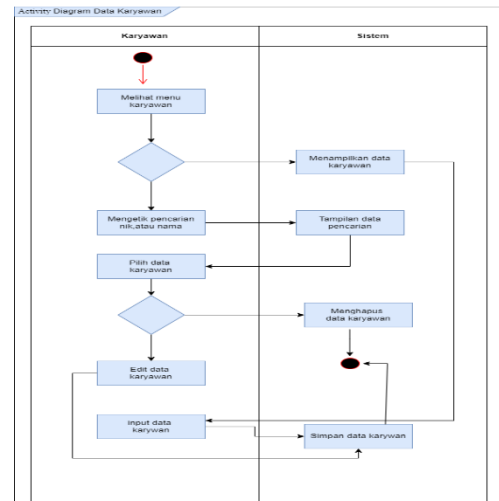 Activity Diagram Data Karyawan
Karyawan
Sistem
Melihat menu
karyawan
Menampilkan data
karyawan
Mengetik pencarian
nik,atau nama
Tampilan data
pencarian
Pilih data
karyawan
Menghapus
data karyawan
Edit data
karyawan
Input data
karywan
Simpan data karywan